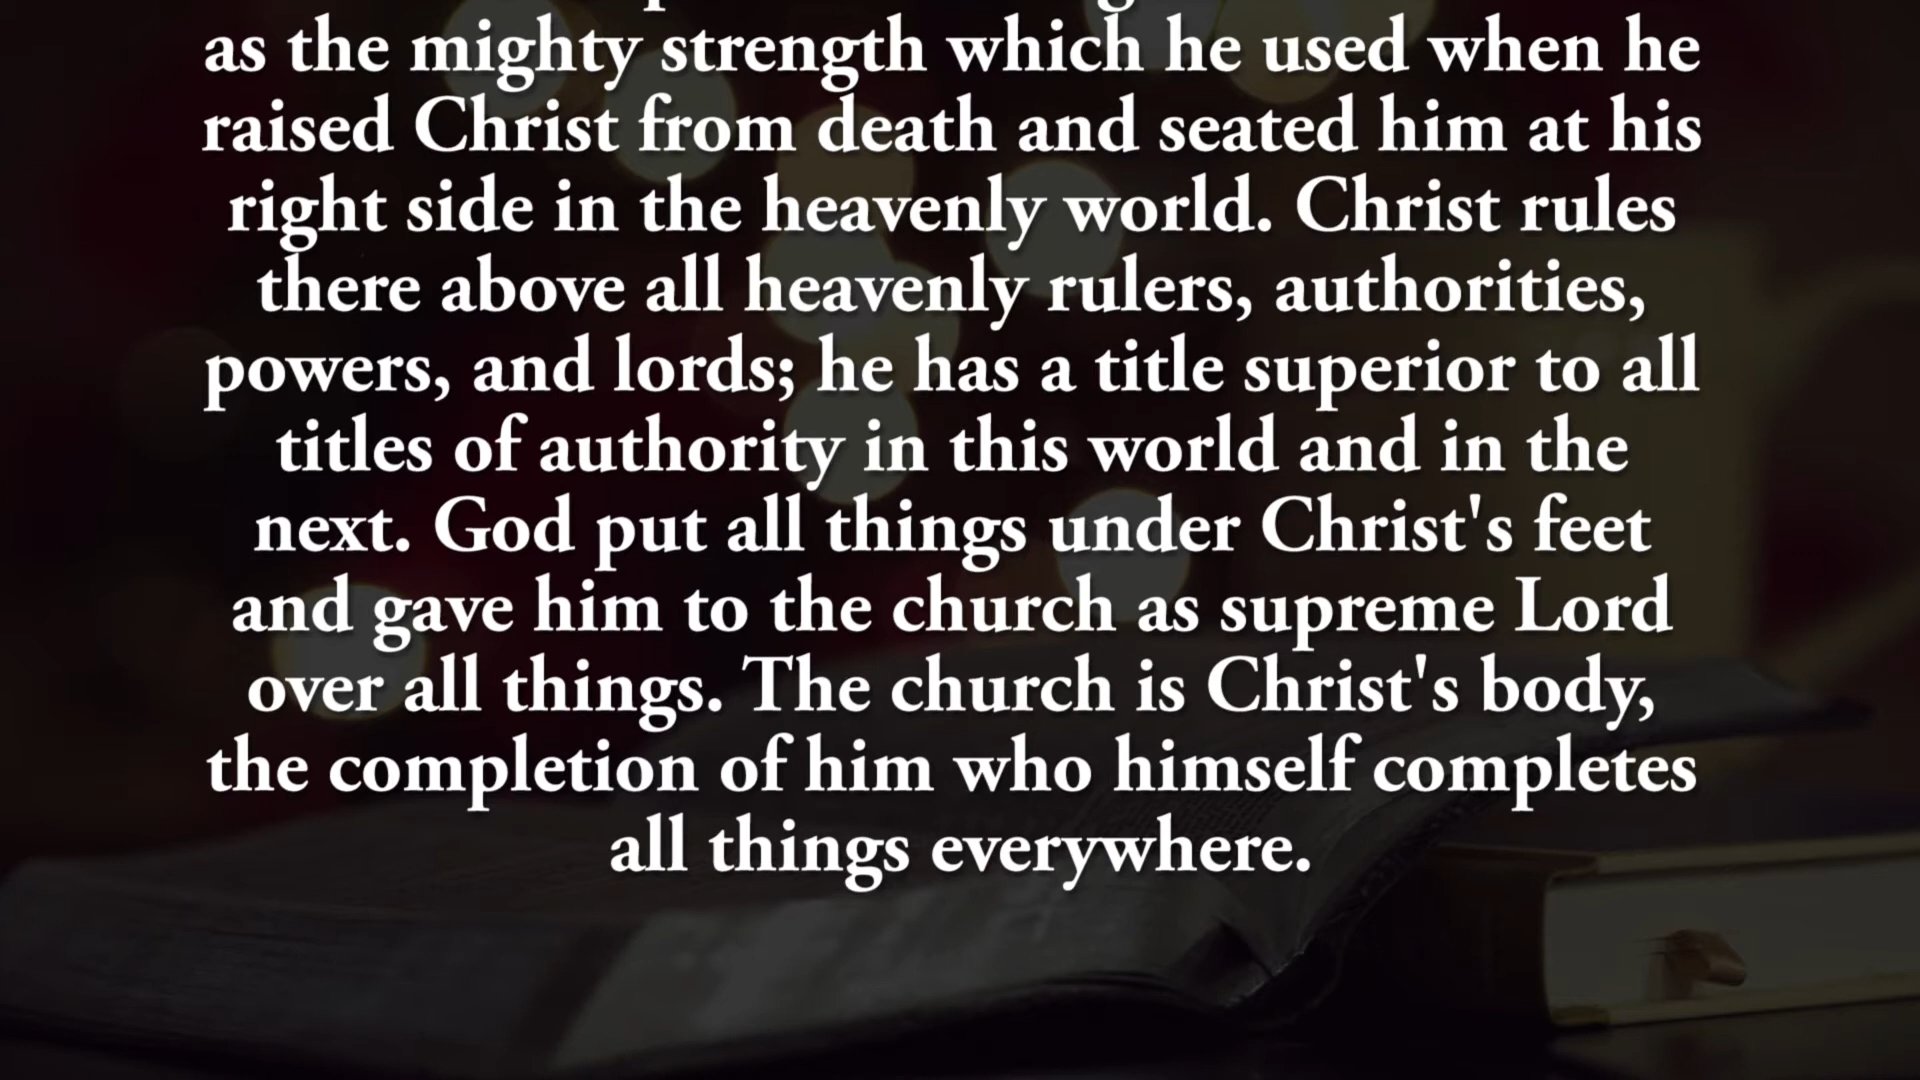 as the mighty strength which he used when he
raised Christ from death and seated him at his
right side in the heavenly world. Christ rules
there above all heavenly rulers, authorities,
powers, and lords; he has a title superior to all
titles of authority in this world and in the
next. God put all things under Christ's feet
and gave him to the church as supreme Lord
over all things. The church is Christ's body,
the completion of him who himself completes
all things everywhere.